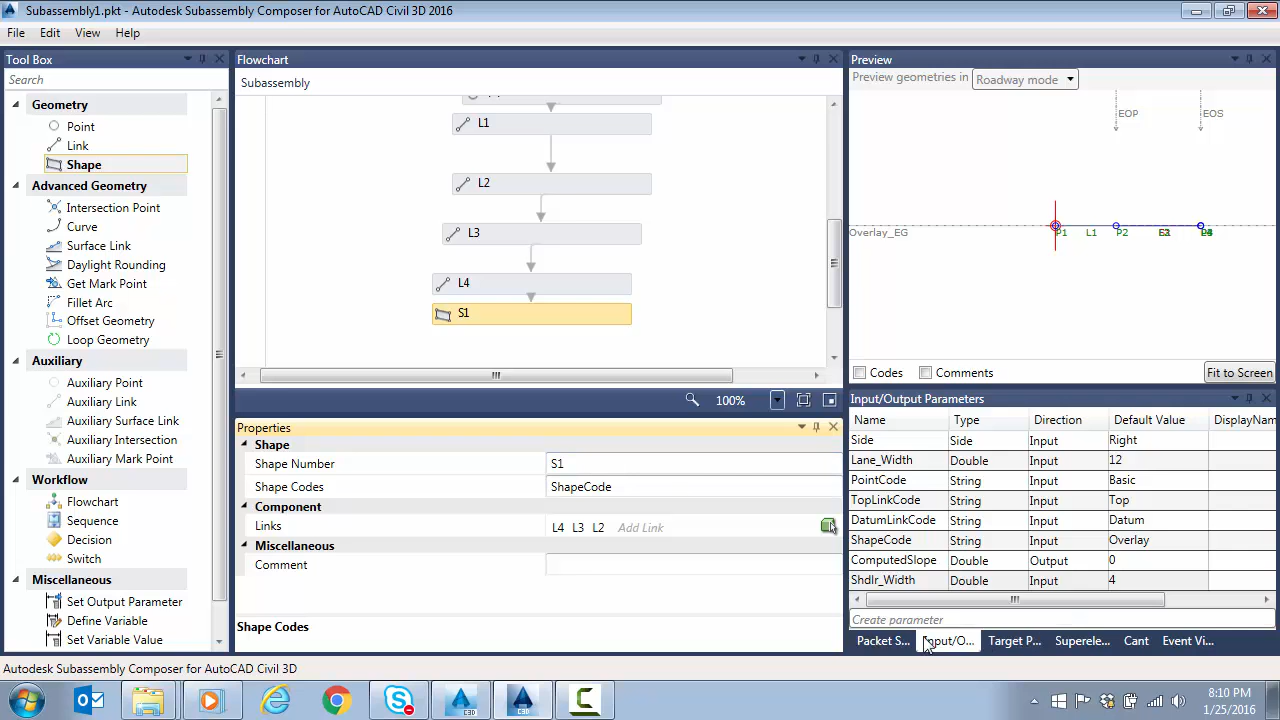 Subassembly1.pkt - Autodesk Subassembly Composer for AutoCAD Civil 3D 2016
File Edit View Help
Tool Box
Search
Geometry
Point
Link
Shape
Advanced Geometry
Intersection Point
Curve
Surface Link
Daylight Rounding
Get Mark Point
Fillet Arc
Offset Geometry
Loop Geometry
Auxiliary
Auxiliary Point
Auxiliary Link
Auxiliary Surface Link
Auxiliary Intersection
Auxiliary Mark Point
Workflow
Flowchart
Sequence
Decision
Switch
Miscellaneous
Set Output Parameter
Define Variable
Set Variable Value
Flowchart
Subassembly
L1
L2
L3
L4
S1
100%
Properties
Shape
Shape Number S1
Shape Codes ShapeCode
Component
Links L4 L3 L2 Add Link
Miscellaneous
Comment
Shape Codes
Preview
Preview geometries in Roadway mode
EOP EOS
Overlay_EG P1 L1 P2
Codes Comments Fit to Screen
Input/Output Parameters
Name Type Direction Default Value DisplayNam
Side Side Input Right
Lane_Width Double Input 12
PointCode String Input Basic
TopLinkCode String Input Top
DatumLinkCode String Input Datum
ShapeCode String Input Overlay
ComputedSlope Double Output 0
Shdlr_Width Double Input 4
Create parameter
Packet S... Input/O... Target P... Superele... Cant Event Vi...
Autodesk Subassembly Composer for AutoCAD Civil 3D 2016
C3D C3D
8:10 PM
1/25/2016